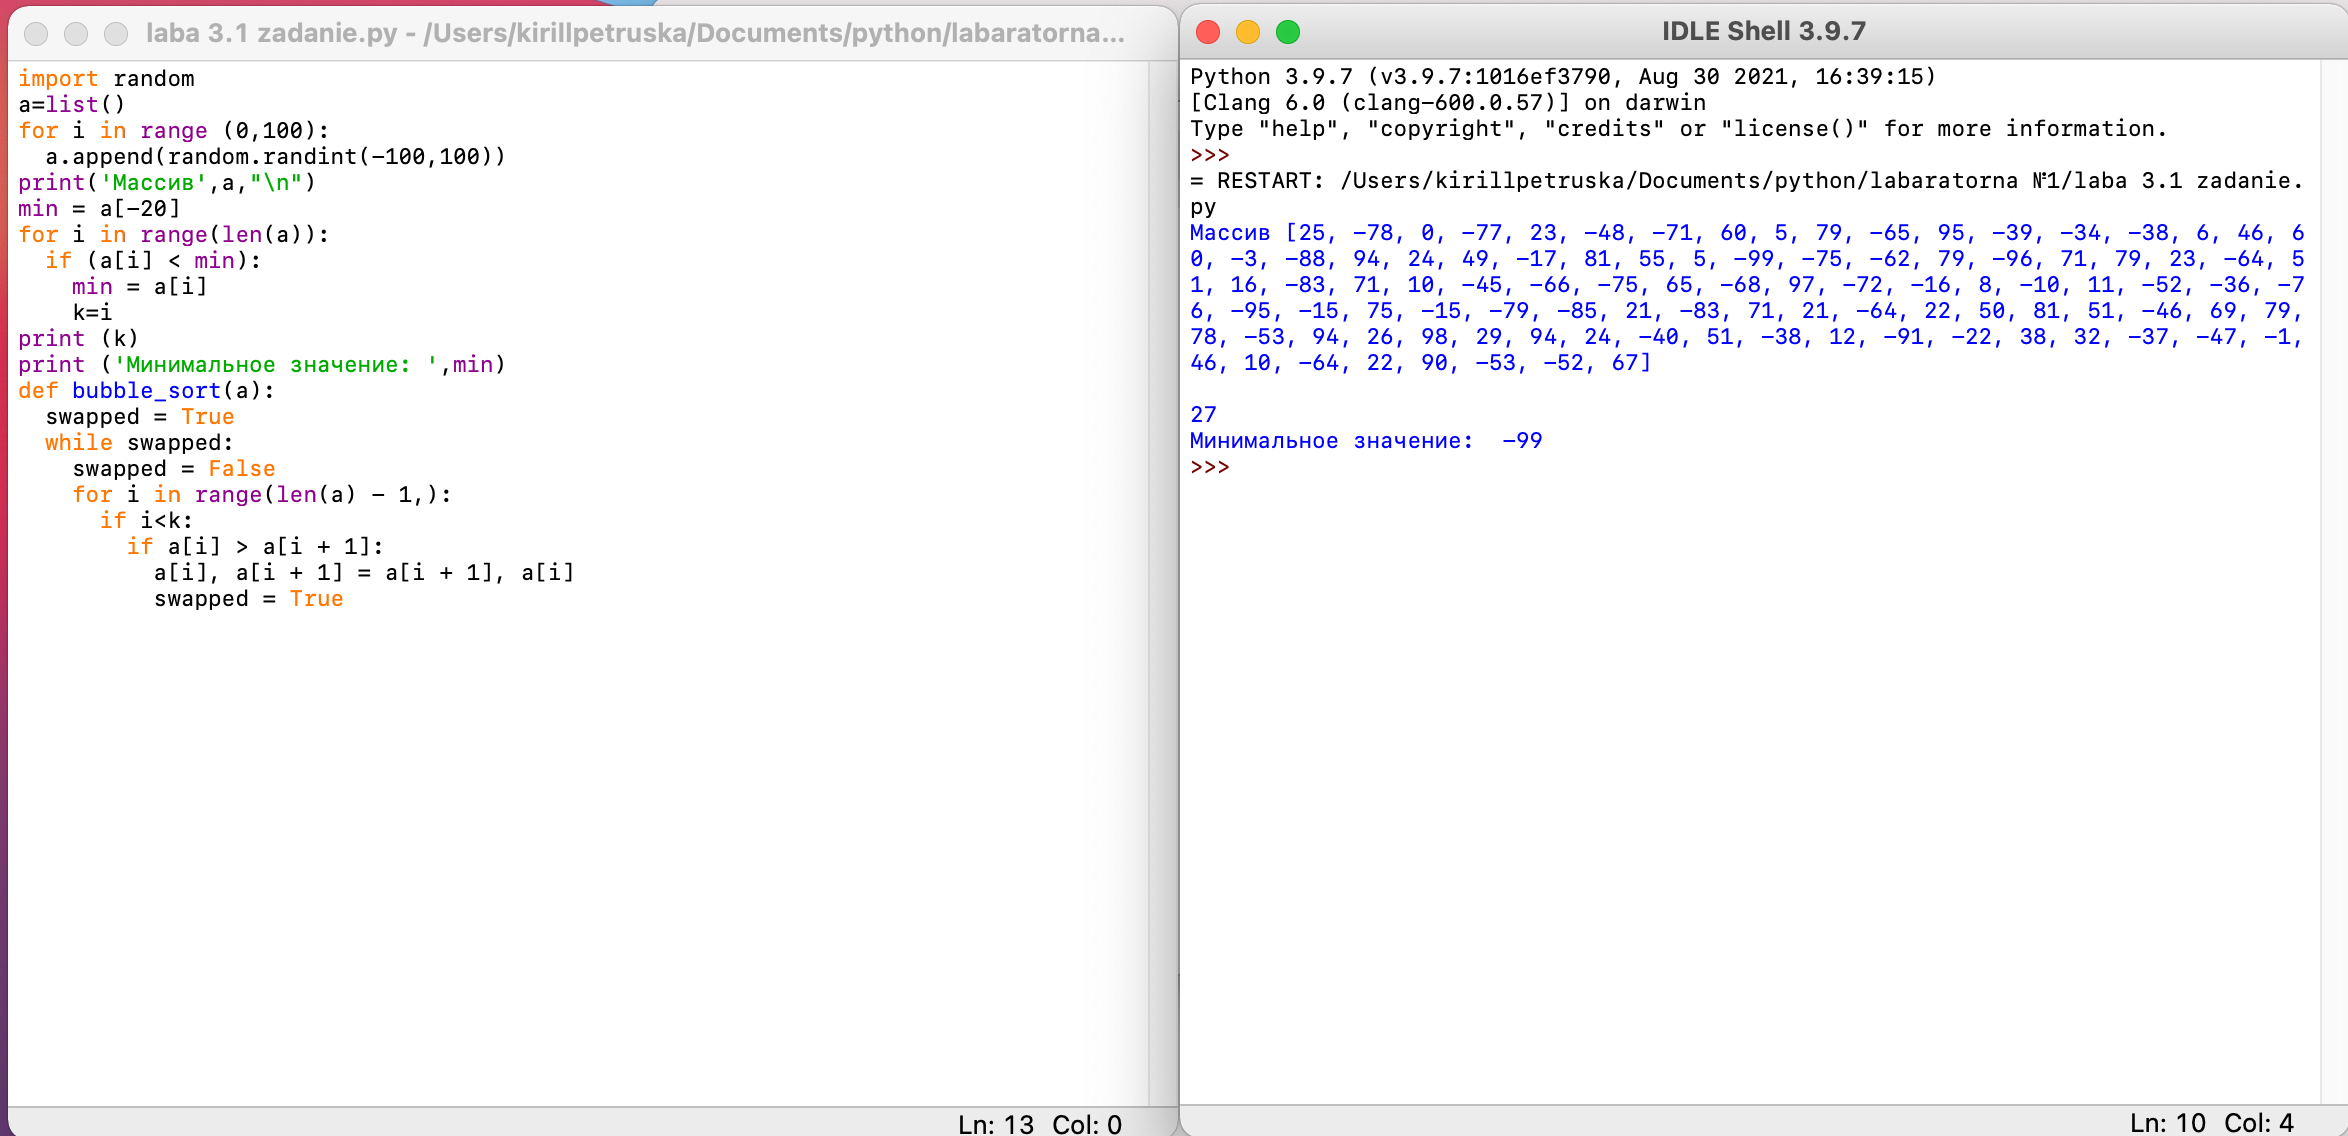 laba 3.1 zadanie.py - /Users/kirillpetruska/Documents/python/labaratorna...
import random
a=list()
for i in range (0,100):
  a.append(random.randint(-100,100))
print('Массив',a,"\n")
min = a[-20]
for i in range(len(a)):
  if (a[i] < min):
    min = a[i]
    k=i
print (k)
print ('Минимальное значение: ',min)
def bubble_sort(a):
  swapped = True
  while swapped:
    swapped = False
    for i in range(len(a) - 1,):
      if i<k:
        if a[i] > a[i + 1]:
          a[i], a[i + 1] = a[i + 1], a[i]
          swapped = True
Ln: 13 Col: 0
IDLE Shell 3.9.7
Python 3.9.7 (v3.9.7:1016ef3790, Aug 30 2021, 16:39:15)
[Clang 6.0 (clang-600.0.57)] on darwin
Type "help", "copyright", "credits" or "license()" for more information.
>>>
= RESTART: /Users/kirillpetruska/Documents/python/labaratorna №1/laba 3.1 zadanie.
py
Массив [25, -78, 0, -77, 23, -48, -71, 60, 5, 79, -65, 95, -39, -34, -38, 6, 46, 6
0, -3, -88, 94, 24, 49, -17, 81, 55, 5, -99, -75, -62, 79, -96, 71, 79, 23, -64, 5
1, 16, -83, 71, 10, -45, -66, -75, 65, -68, 97, -72, -16, 8, -10, 11, -52, -36, -7
6, -95, -15, 75, -15, -79, -85, 21, -83, 71, 21, -64, 22, 50, 81, 51, -46, 69, 79,
78, -53, 94, 26, 98, 29, 94, 24, -40, 51, -38, 12, -91, -22, 38, 32, -37, -47, -1,
46, 10, -64, 22, 90, -53, -52, 67]
27
Минимальное значение:  -99
>>>
Ln: 10 Col: 4